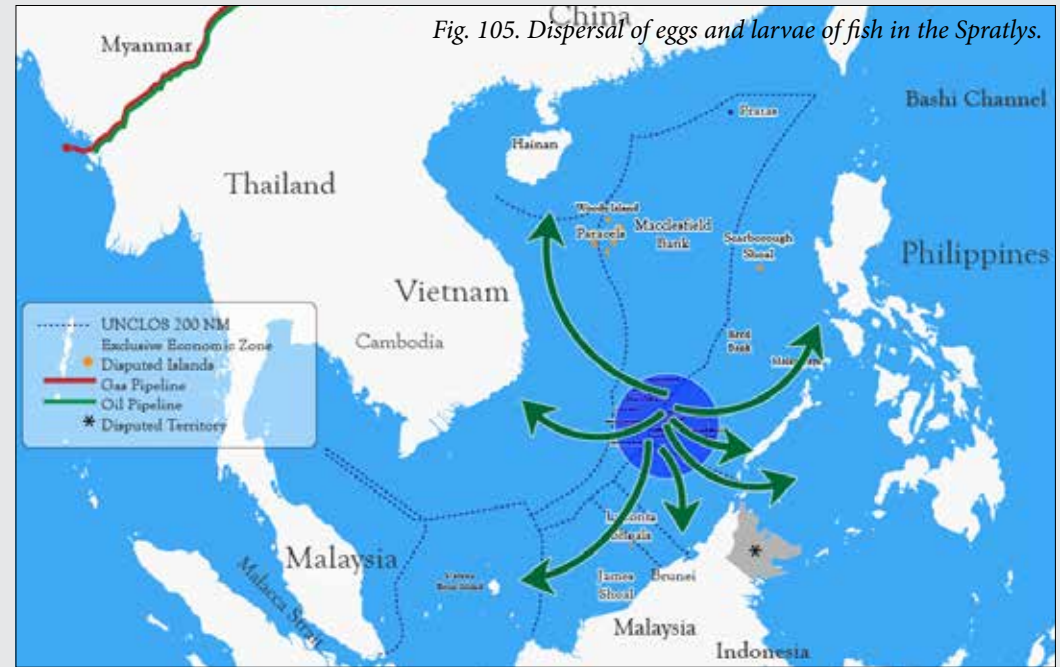 Fig. 105. Dispersal of eggs and larvae of fish in the Spratlys.
China
Myanmar
Bashi Channel
Pratas
Hainan
Thailand
Woody Island
Paracels
Macclesfield
Bank
Scarborough
Shoal
Philippines
Vietnam
Cambodia
Reed
Bank
UNCLOS 200 NM
Exclusive Economic Zone
Disputed Islands
Gas Pipeline
Oil Pipeline
* Disputed Territory
Malaysia
Malacca Strait
James
Shoal
Brunei
*
Malaysia
Indonesia